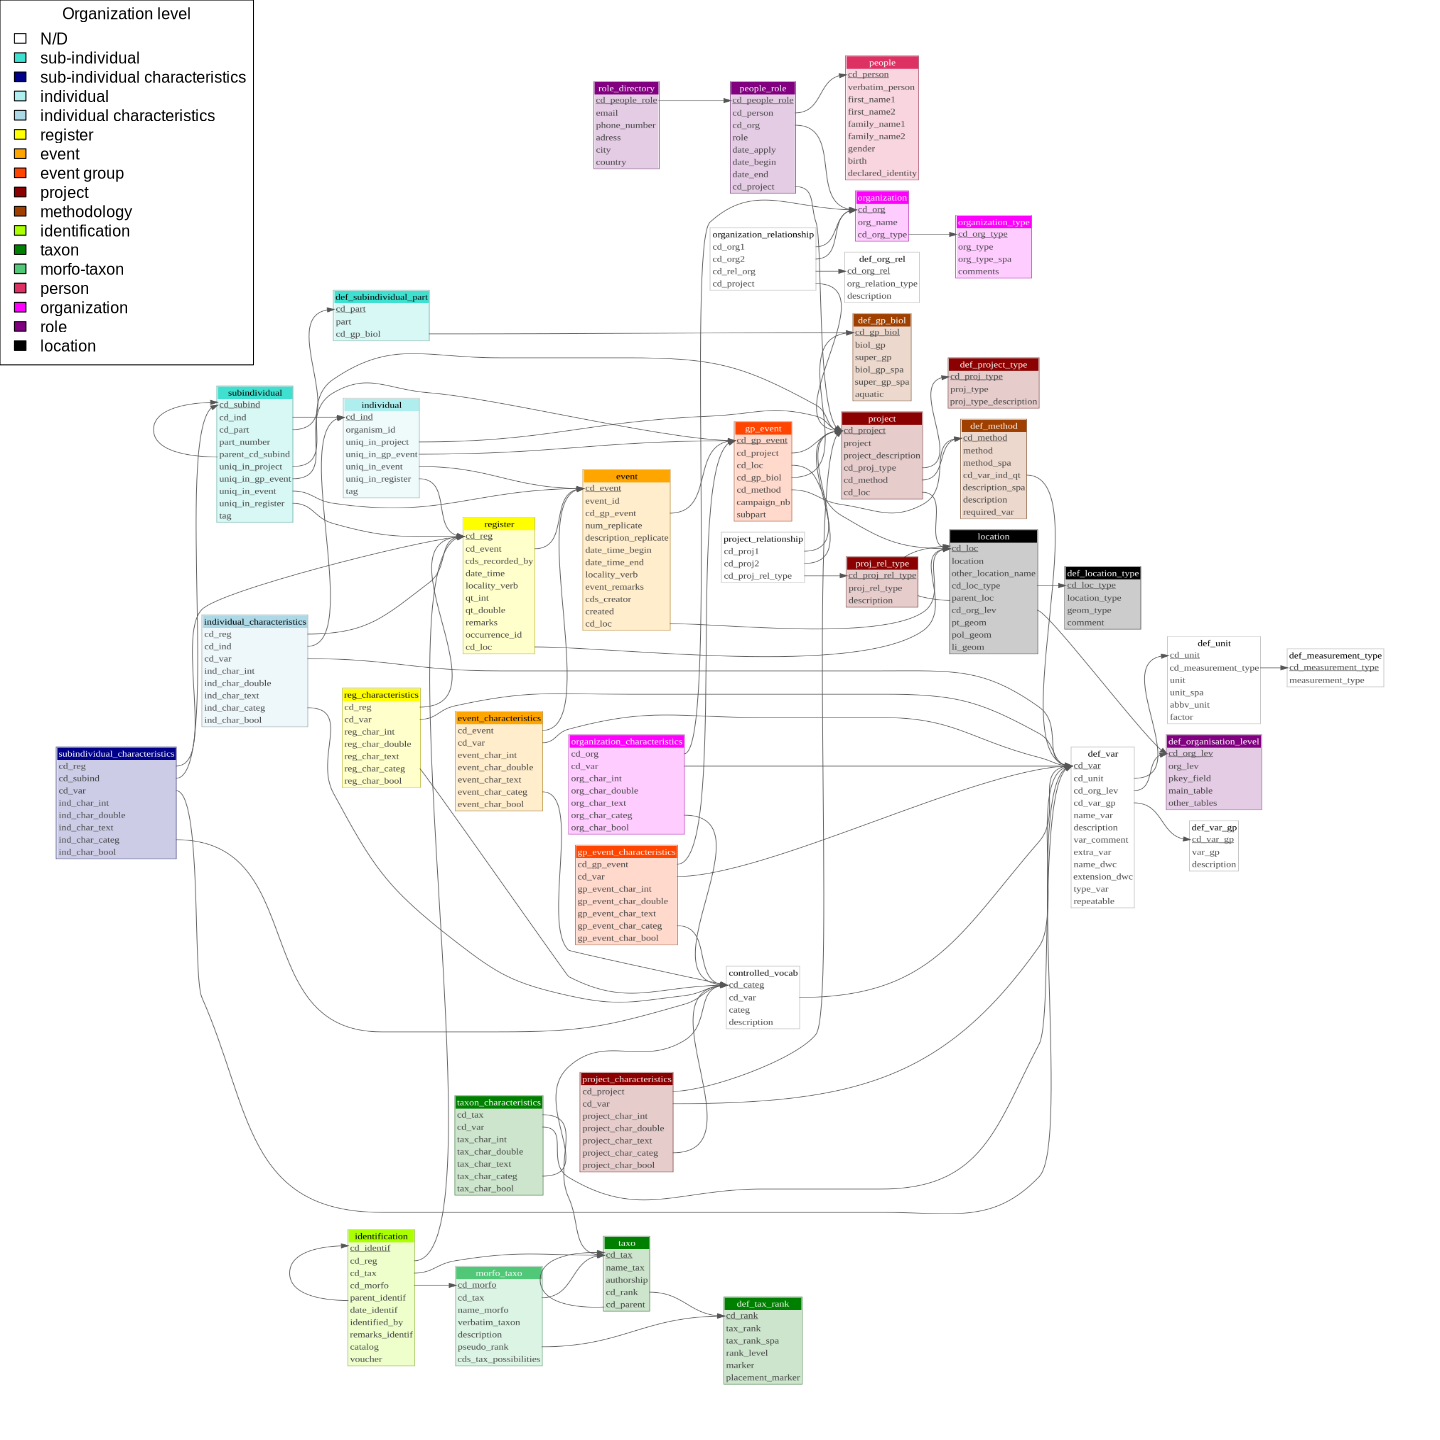 Organization level
N/D
sub-individual
sub-individual characteristics
individual
individual characteristics
register
event
event group
project
methodology
identification
taxon
morfo-taxon
person
organization
role
location
role_directory
cd_people_role
email
phone_number
adress
city
country
people_role
cd_people_role
cd_person
cd_org
role
date_apply
date_begin
date_end
cd_project
people
cd_person
verbatim_person
first_name1
first_name2
family_name1
family_name2
gender
birth
declared_identity
organization
cd_org
org_name
cd_org_type
organization_type
cd_org_type
org_type
org_type_spa
comments
organization_relationship
cd_org1
cd_org2
cd_rel_org
cd_project
def_org_rel
cd_org_rel
org_relation_type
description
def_subindividual_part
cd_part
part
cd_gp_biol
def_gp_biol
cd_gp_biol
biol_gp
super_gp
biol_gp_spa
super_gp_spa
aquatic
def_project_type
cd_proj_type
proj_type
proj_type_description
subindividual
cd_subind
cd_ind
cd_part
part_number
parent_cd_subind
uniq_in_project
uniq_in_gp_event
uniq_in_event
uniq_in_register
tag
individual
cd_ind
organism_id
uniq_in_project
uniq_in_gp_event
uniq_in_event
uniq_in_register
tag
gp_event
cd_gp_event
cd_project
cd_loc
cd_gp_biol
cd_method
campaign_nb
subpart
project
cd_project
project
project_description
cd_proj_type
cd_method
cd_loc
def_method
cd_method
method
method_spa
cd_var_ind_qt
description_spa
description
required_var
event
cd_event
event_id
cd_gp_event
num_replicate
description_replicate
date_time_begin
date_time_end
locality_verb
event_remarks
cds_creator
created
cd_loc
register
cd_reg
cd_event
cds_recorded_by
date_time
locality_verb
qt_int
qt_double
remarks
occurrence_id
cd_loc
project_relationship
cd_proj1
cd_proj2
cd_proj_rel_type
proj_rel_type
cd_proj_rel_type
proj_rel_type
description
location
cd_loc
location
other_location_name
cd_loc_type
parent_loc
cd_org_lev
pt_geom
pol_geom
li_geom
def_location_type
cd_loc_type
location_type
geom_type
comment
individual_characteristics
cd_reg
cd_ind
cd_var
ind_char_int
ind_char_double
ind_char_text
ind_char_categ
ind_char_bool
def_unit
cd_unit
cd_measurement_type
unit
unit_spa
abbv_unit
factor
def_measurement_type
cd_measurement_type
measurement_type
reg_characteristics
cd_reg
cd_var
reg_char_int
reg_char_double
reg_char_text
reg_char_categ
reg_char_bool
event_characteristics
cd_event
cd_var
event_char_int
event_char_double
event_char_text
event_char_categ
event_char_bool
organization_characteristics
cd_org
cd_var
org_char_int
org_char_double
org_char_text
org_char_categ
org_char_bool
subindividual_characteristics
cd_reg
cd_subind
cd_var
ind_char_int
ind_char_double
ind_char_text
ind_char_categ
ind_char_bool
def_var
cd_var
cd_unit
cd_org_lev
cd_var_gp
name_var
description
var_comment
extra_var
name_dwc
extension_dwc
type_var
repeatable
def_organisation_level
cd_org_lev
org_lev
pkey_field
main_table
other_tables
def_var_gp
cd_var_gp
var_gp
description
gp_event_characteristics
cd_gp_event
cd_var
gp_event_char_int
gp_event_char_double
gp_event_char_text
gp_event_char_categ
gp_event_char_bool
controlled_vocab
cd_categ
cd_var
categ
description
project_characteristics
cd_project
cd_var
project_char_int
project_char_double
project_char_text
project_char_categ
project_char_bool
taxon_characteristics
cd_tax
cd_var
tax_char_int
tax_char_double
tax_char_text
tax_char_categ
tax_char_bool
identification
cd_identif
cd_reg
cd_tax
cd_morfo
parent_identif
date_identif
identified_by
remarks_identif
catalog
voucher
morfo_taxo
cd_morfo
cd_tax
name_morfo
verbatim_taxon
description
pseudo_rank
cds_tax_possibilities
taxo
cd_tax
name_tax
authorship
cd_rank
cd_parent
def_tax_rank
cd_rank
tax_rank
tax_rank_spa
rank_level
marker
placement_marker